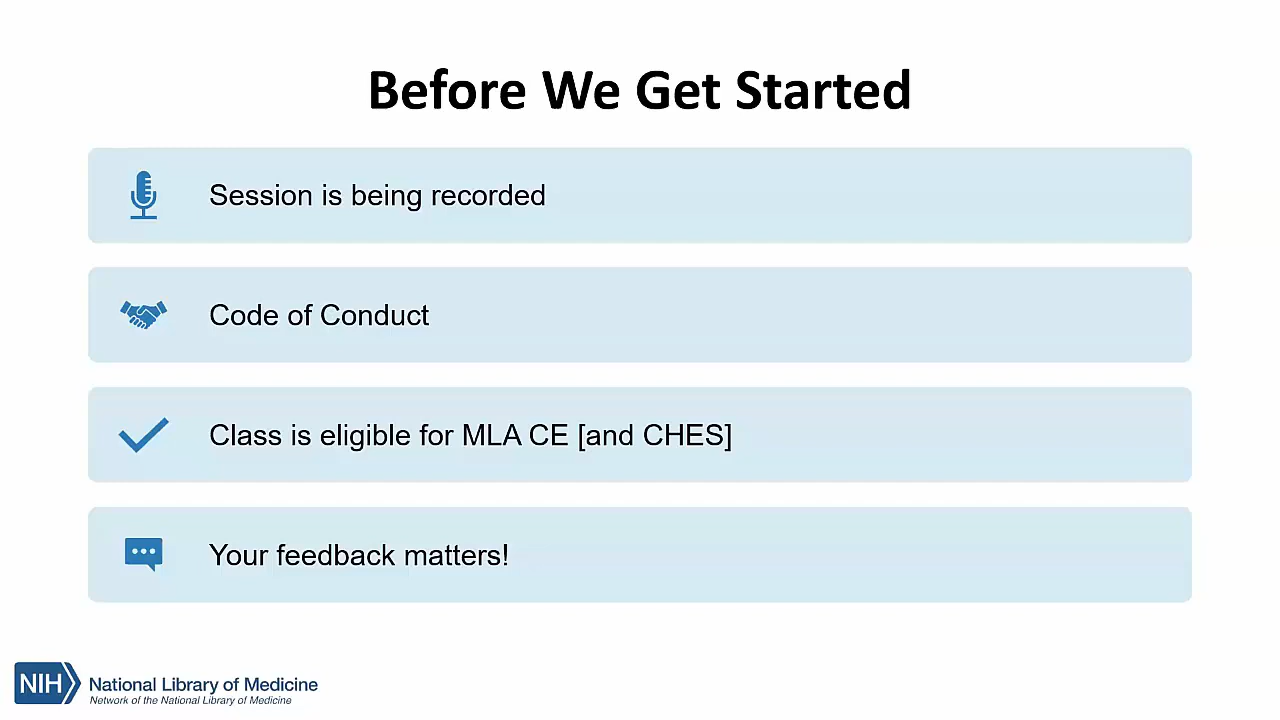 Before We Get Started
Session is being recorded
Code of Conduct
Class is eligible for MLA CE [and CHES]
Your feedback matters!
NIH National Library of Medicine
Network of the National Library of Medicine